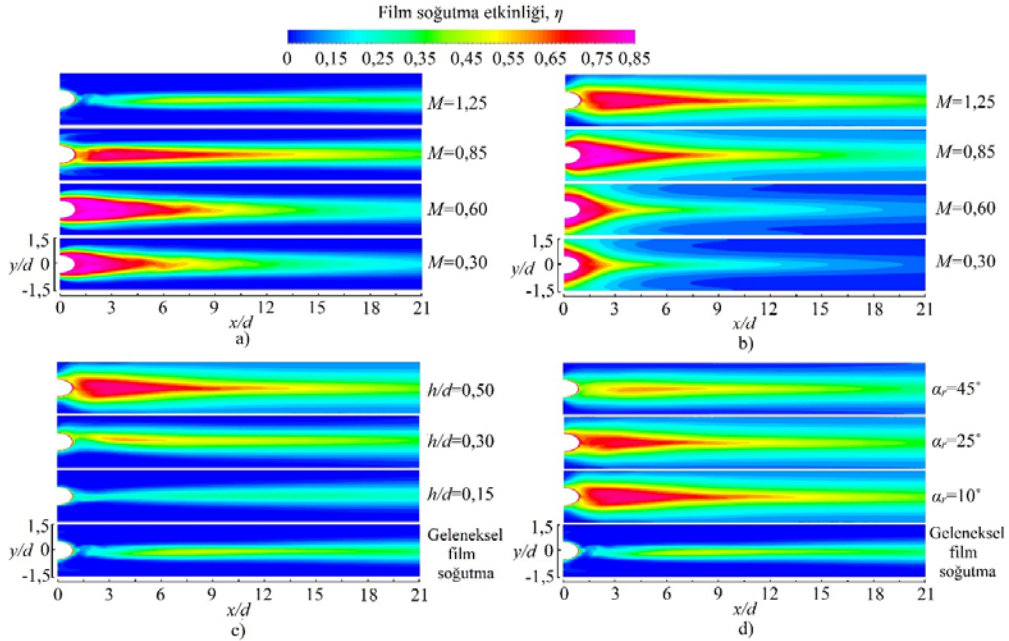 Film soğutma etkinliği, η
0 0,15 0,25 0,35 0,45 0,55 0,65 0,75 0,85
M=1,25
M=0,85
M=0,60
M=0,30
1,5
y/d 0
-1,5
0 3 6 9 12 15 18 21
x/d
a)
M=1,25
M=0,85
M=0,60
M=0,30
1,5
y/d 0
-1,5
0 3 6 9 12 15 18 21
x/d
b)
h/d=0,50
h/d=0,30
h/d=0,15
Geleneksel
film
soğutma
1,5
y/d 0
-1,5
0 3 6 9 12 15 18 21
x/d
c)
αr=45°
αr=25°
αr=10°
Geleneksel
film
soğutma
1,5
y/d 0
-1,5
0 3 6 9 12 15 18 21
x/d
d)